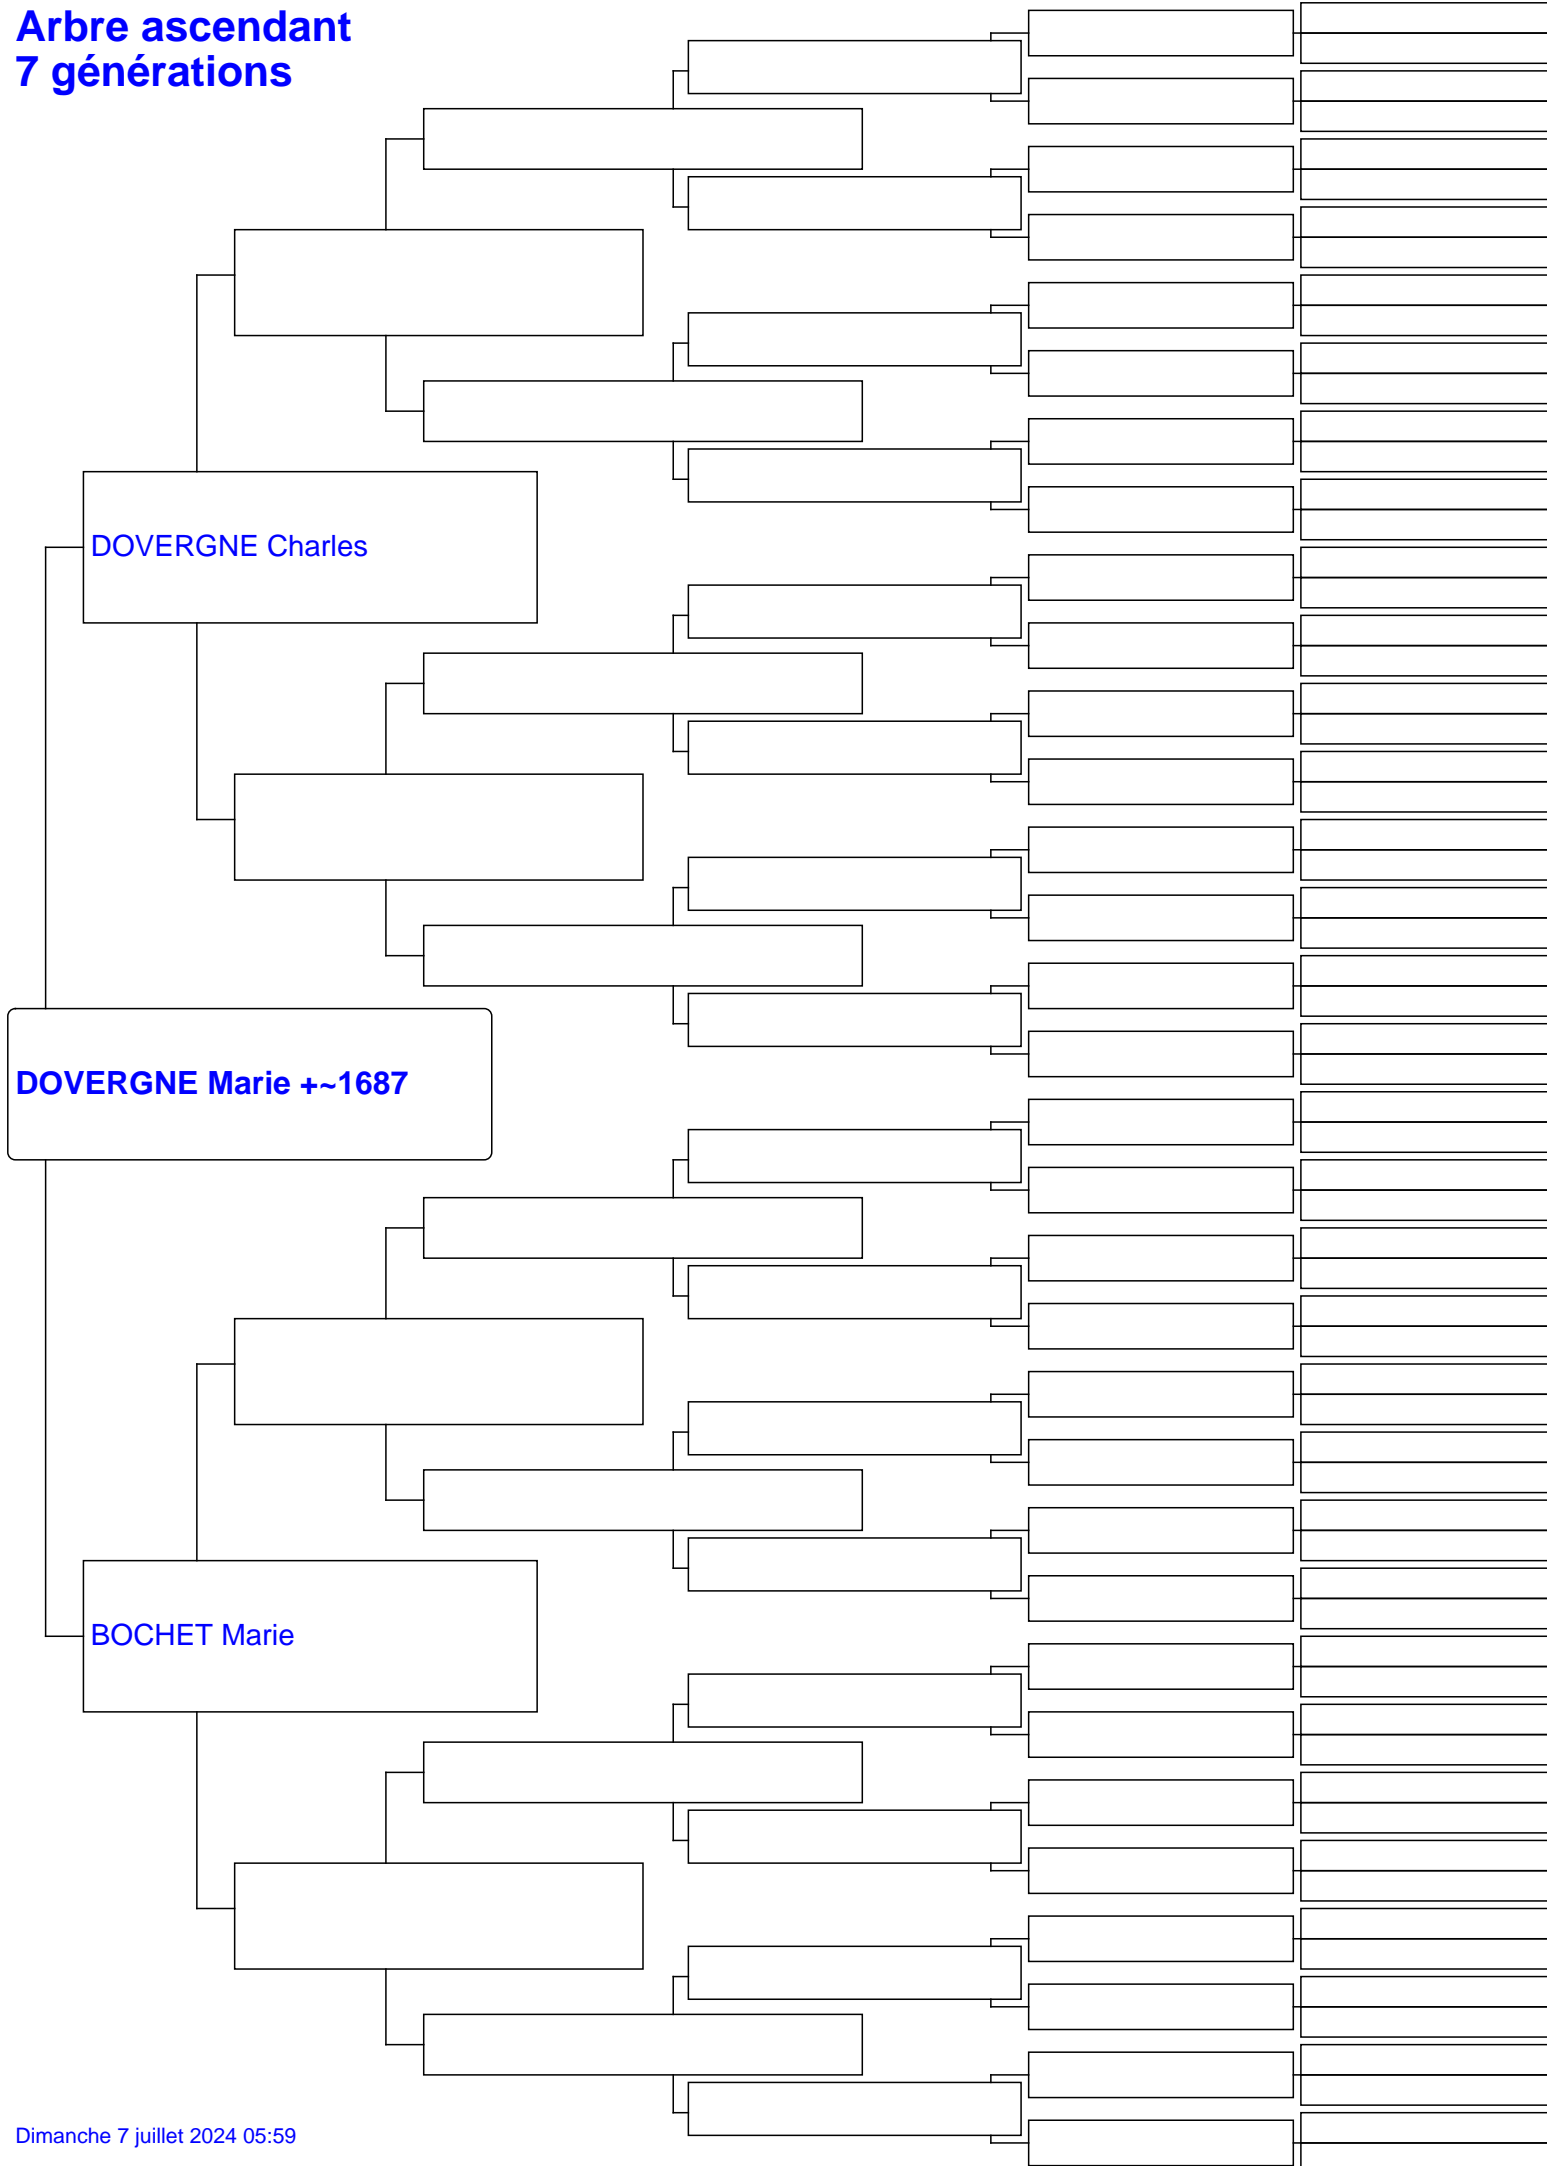 Arbre ascendant
7 générations
DOVERGNE Charles
DOVERGNE Marie +~1687
BOCHET Marie
Dimanche 7 juillet 2024 05:59